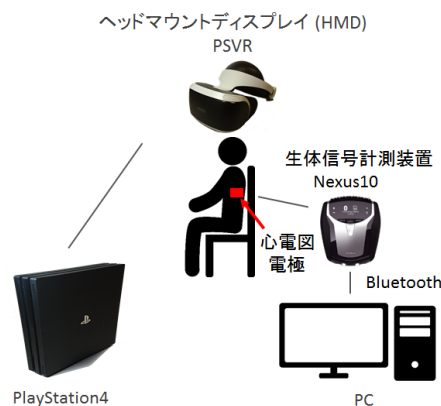 ヘッドマウントディスプレイ (HMD)
PSVR
生体信号計測装置
Nexus10
心電図
電極
Bluetooth
PlayStation4
PC